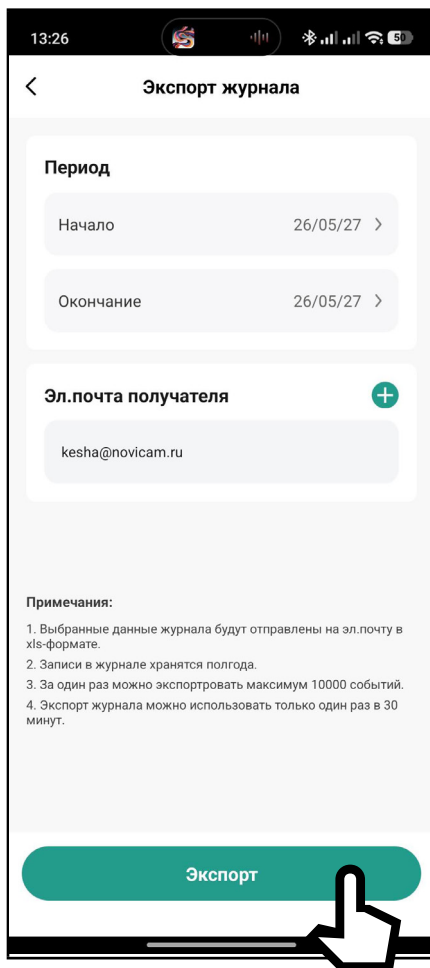 13:26
50
Экспорт журнала
Период
Начало 26/05/27
Окончание 26/05/27
Эл.почта получателя
kesha@novicam.ru
Примечания:
1. Выбранные данные журнала будут отправлены на эл.почту в
xls-формате.
2. Записи в журнале хранятся полгода.
3. За один раз можно экспортровать максимум 10000 событий.
4. Экспорт журнала можно использовать только один раз в 30
минут.
Экспорт